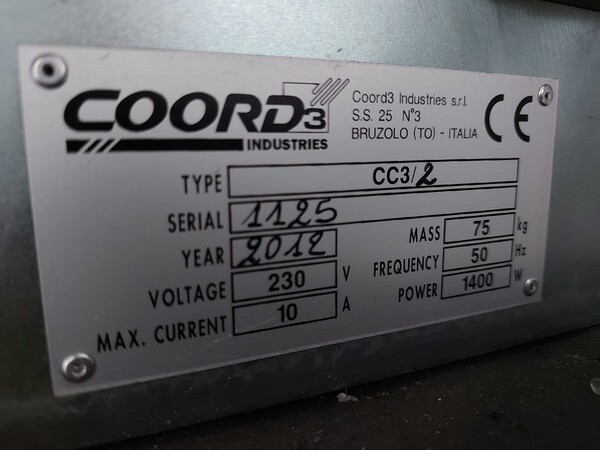 COORD3
INDUSTRIES
Coord3 Industries s.r.l.
S.S. 25 N°3
BRUZOLO (TO) - ITALIA
CE
TYPE CC3/2
SERIAL 1125
YEAR 2012
VOLTAGE 230 V
MAX. CURRENT 10 A
MASS 75 kg
FREQUENCY 50 Hz
POWER 1400 W